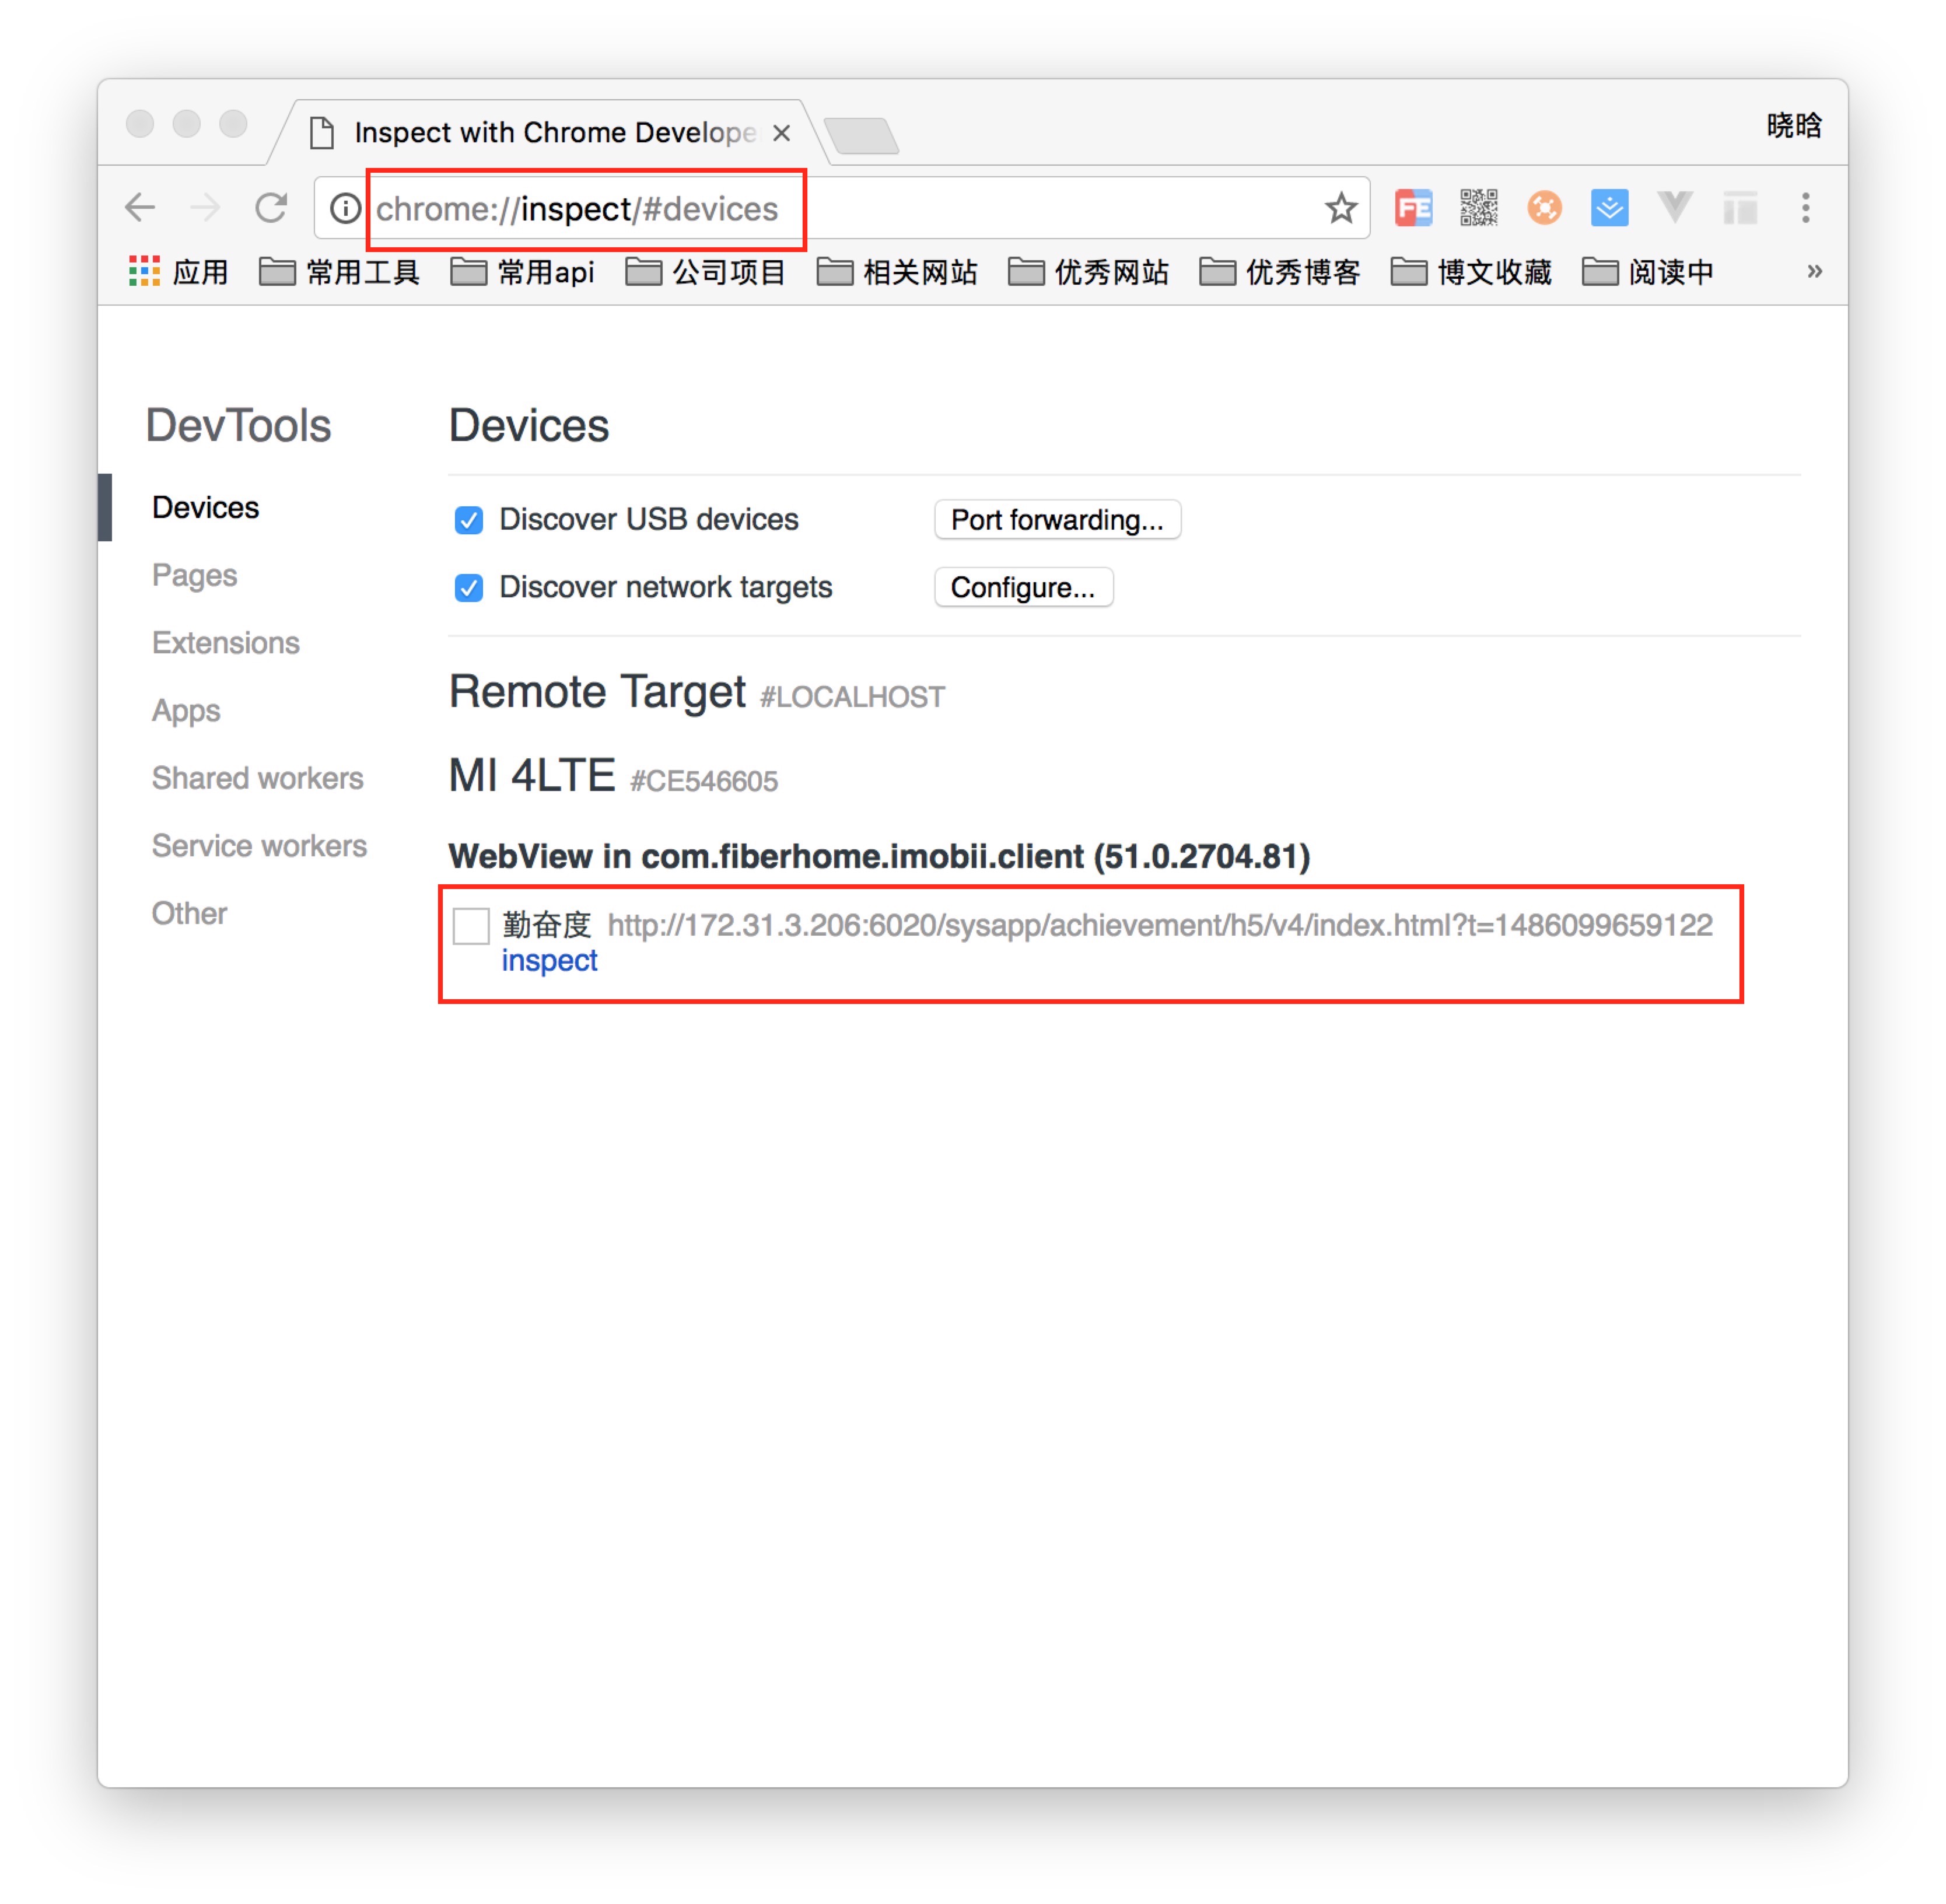 Inspect with Chrome Develope
晓晗
chrome://inspect/#devices
FE
应用 常用工具 常用api 公司项目 相关网站 优秀网站 优秀博客 博文收藏 阅读中 »
DevTools
Devices
Pages
Extensions
Apps
Shared workers
Service workers
Other
Devices
Discover USB devices Port forwarding...
Discover network targets Configure...
Remote Target #LOCALHOST
MI 4LTE #CE546605
WebView in com.fiberhome.imobii.client (51.0.2704.81)
勤奋度 http://172.31.3.206:6020/sysapp/achievement/h5/v4/index.html?t=1486099659122
inspect